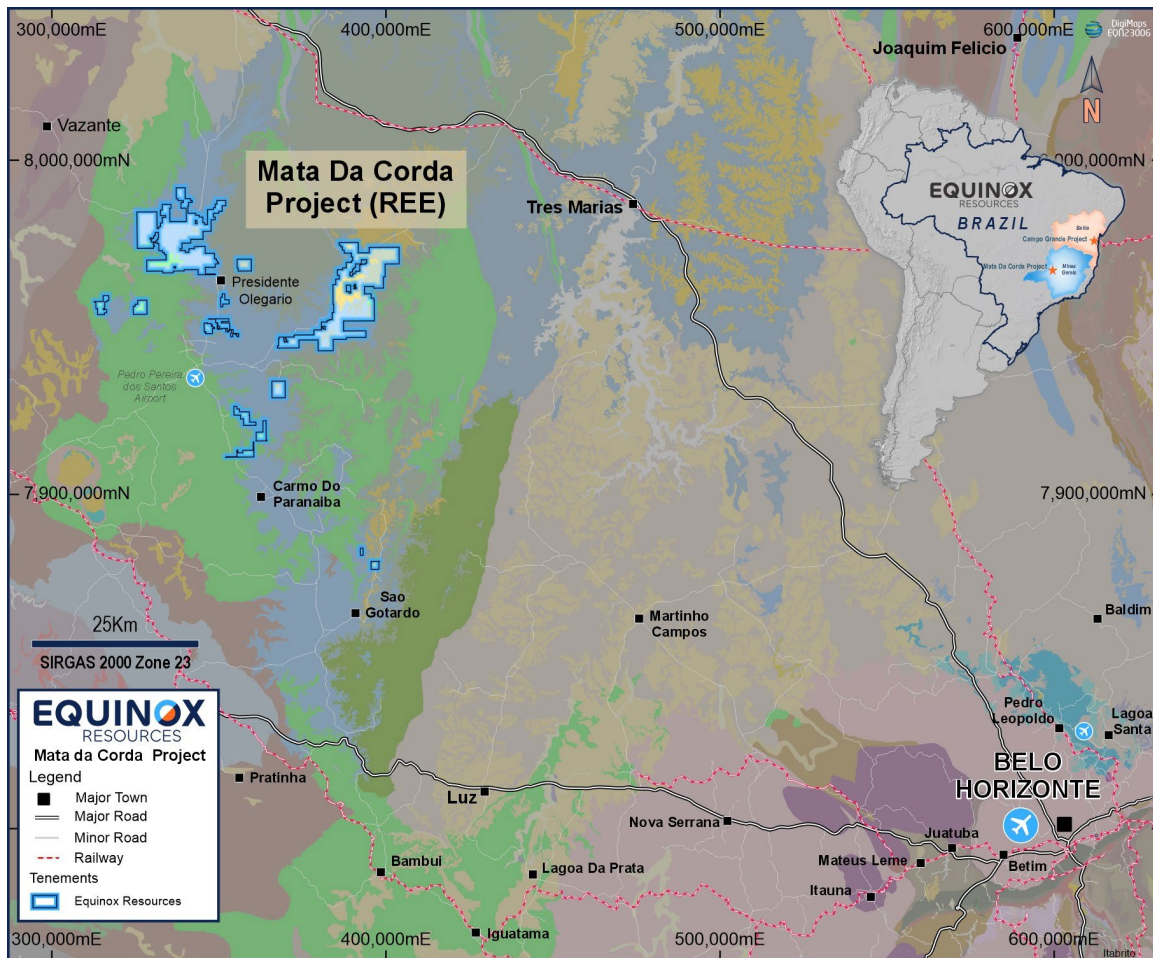 300,000mE
400,000mE
500,000mE
600,000mE
DigiMaps
EQN23006
Joaquim Felicio
N
Vazante
8,000,000mN
000,000mN
Mata Da Corda
Project (REE)
EQUINOX
RESOURCES
BRAZIL
Bahia
Campo Grande Project
Mata Da Corda Project
Minas
Gerais
Tres Marias
Presidente
Olegario
Pedro Pereira
dos Santos
Airport
7,900,000mN
7,900,000mN
Carmo Do
Paranaiba
Sao
Gotardo
Martinho
Campos
Baldim
25Km
SIRGAS 2000 Zone 23
Pedro
Leopoldo
Lagoa
Santa
EQUINOX
RESOURCES
Mata da Corda Project
Legend
Major Town
Major Road
Minor Road
Railway
Tenements
Equinox Resources
Pratinha
Luz
BELO
HORIZONTE
Nova Serrana
Juatuba
Mateus Leme
Betim
Bambui
Lagoa Da Prata
Itauna
Iguatama
300,000mE
400,000mE
500,000mE
600,000mE
Itabrito